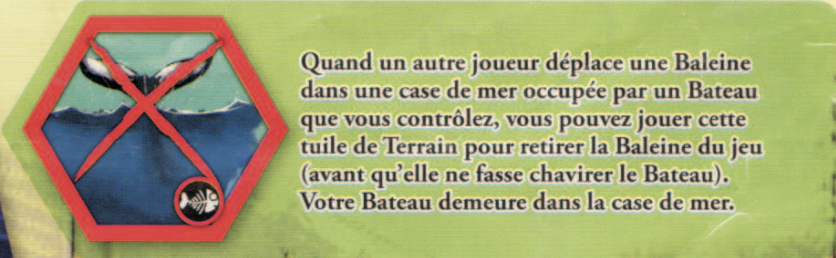 Quand un autre joueur déplace une Baleine
dans une case de mer occupée par un Bateau
que vous contrôlez, vous pouvez jouer cette
tuile de Terrain pour retirer la Baleine du jeu
(avant qu'elle ne fasse chavirer le Bateau).
Votre Bateau demeure dans la case de mer.